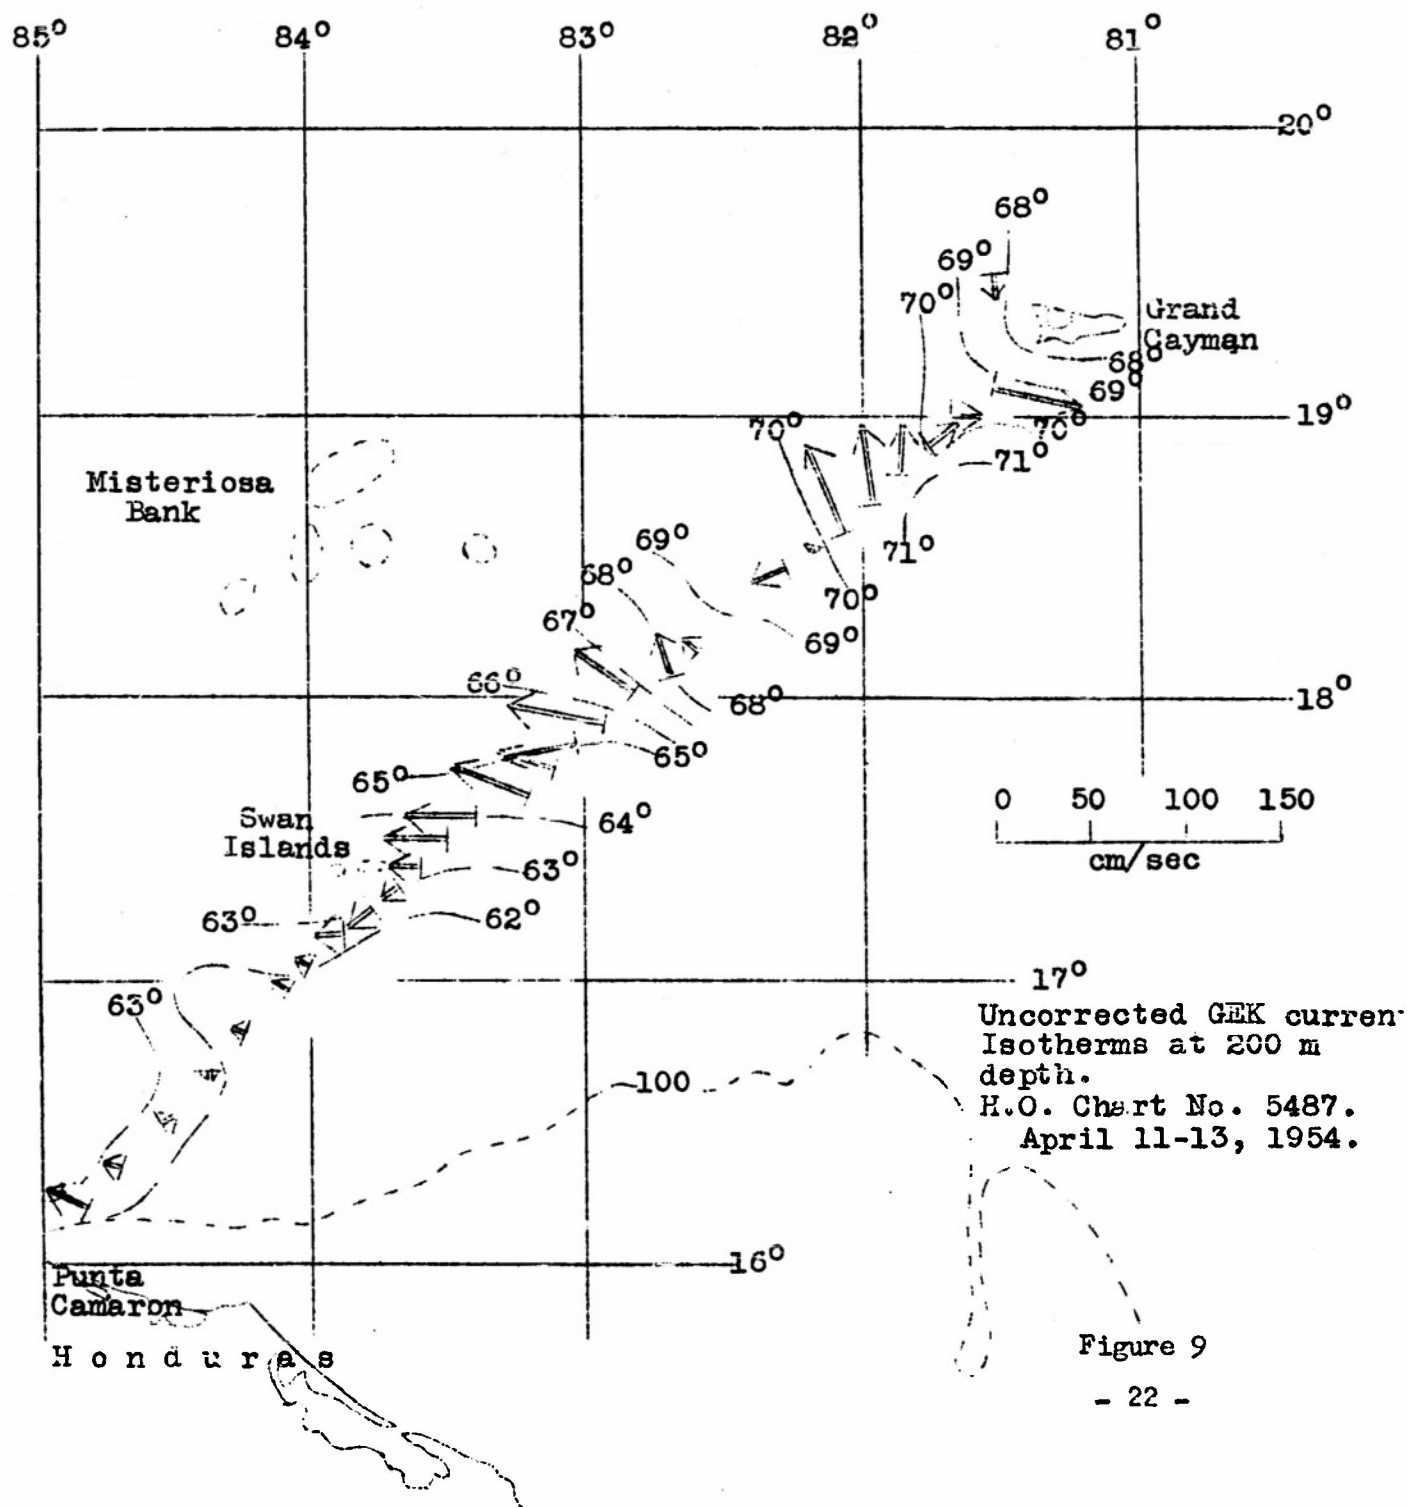 85° 84° 83° 82° 81°
20°
68°
69°
70°
Grand
Cayman
68°
69°
19°
70°
70°
71°
Misteriosa
Bank
69°
71°
68°
70°
67°
69°
66°
18°
68°
65°
65°
0 50 100 150
cm/sec
Swan
Islands
64°
63°
63°
62°
17°
63°
Uncorrected GEK curren
Isotherms at 200 m
depth.
H.O. Chart No. 5487.
April 11-13, 1954.
100
16°
Punta
Camaron
Honduras
Figure 9
- 22 -